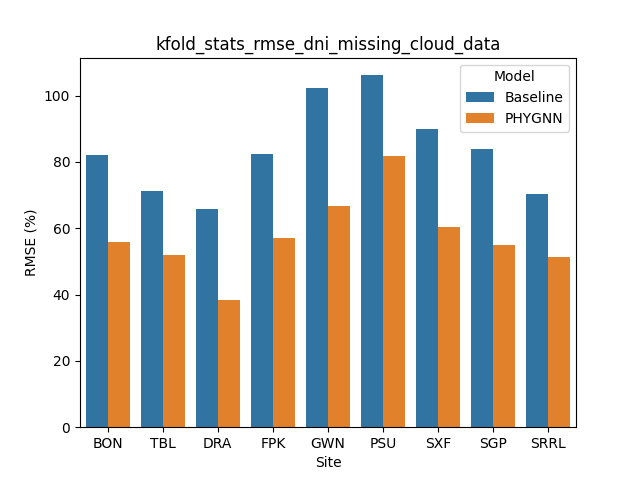 kfold_stats_rmse_dni_missing_cloud_data
Model
Baseline
PHYGNN
RMSE (%)
100
80
60
40
20
0
BON TBL DRA FPK GWN PSU SXF SGP SRRL
Site